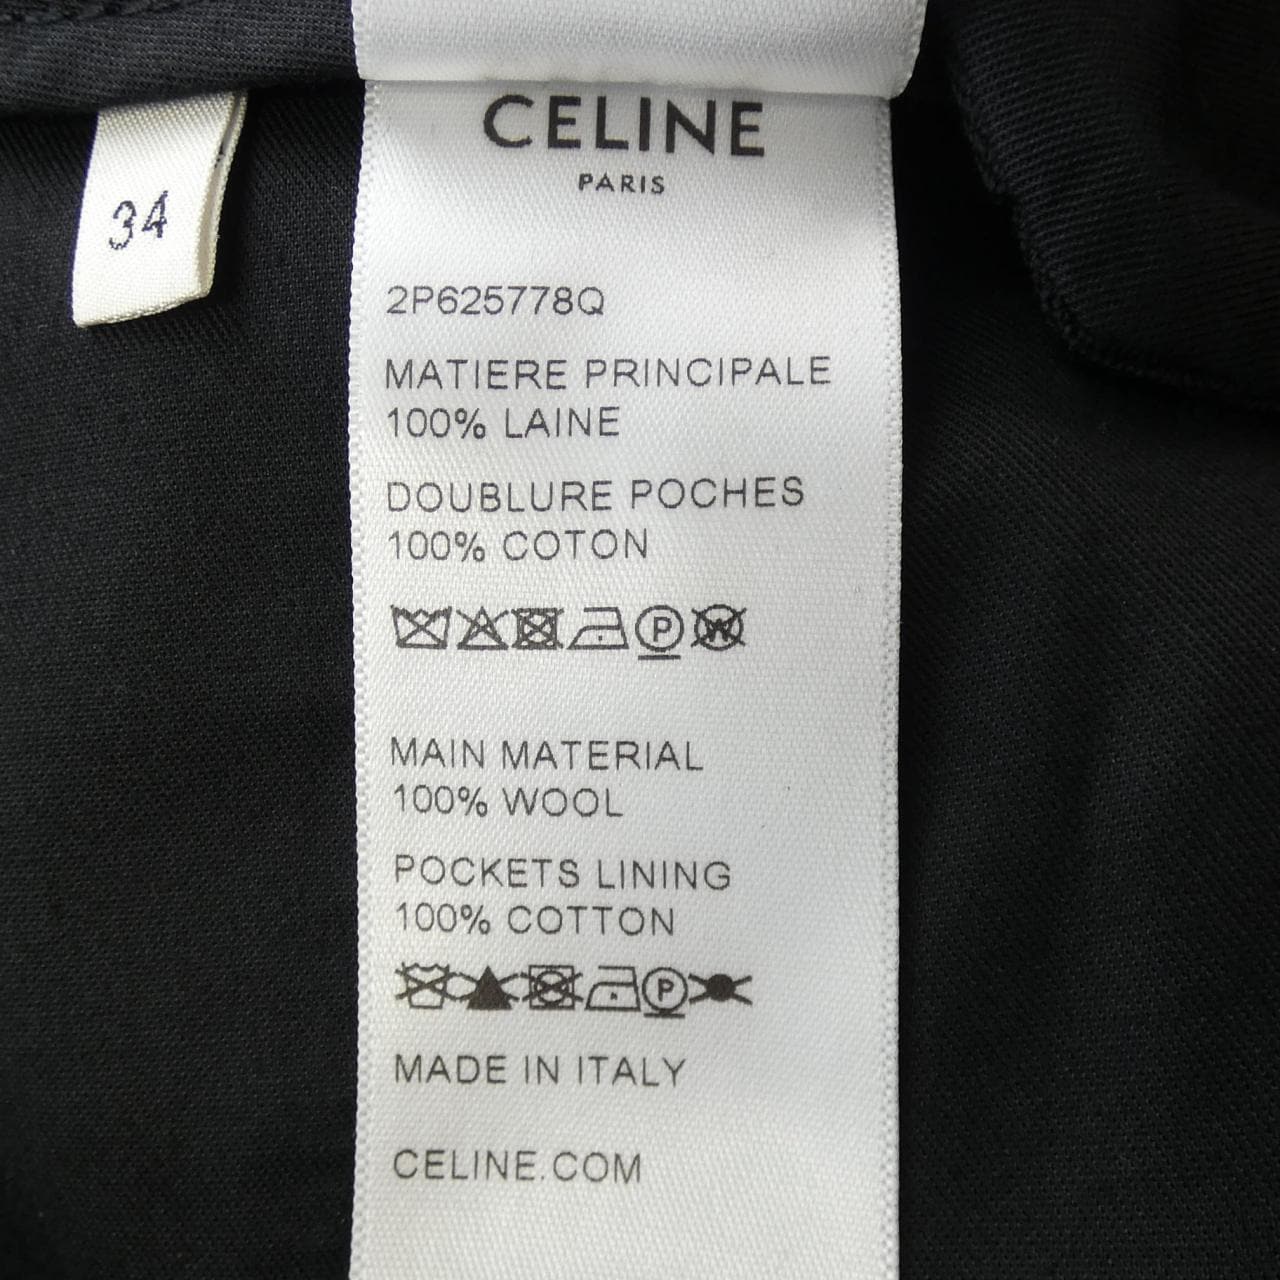 CELINE
PARIS
34
2P625778Q
MATIERE PRINCIPALE
100% LAINE
DOUBLURE POCHES
100% COTON
P W
MAIN MATERIAL
100% WOOL
POCKETS LINING
100% COTTON
P
MADE IN ITALY
CELINE.COM